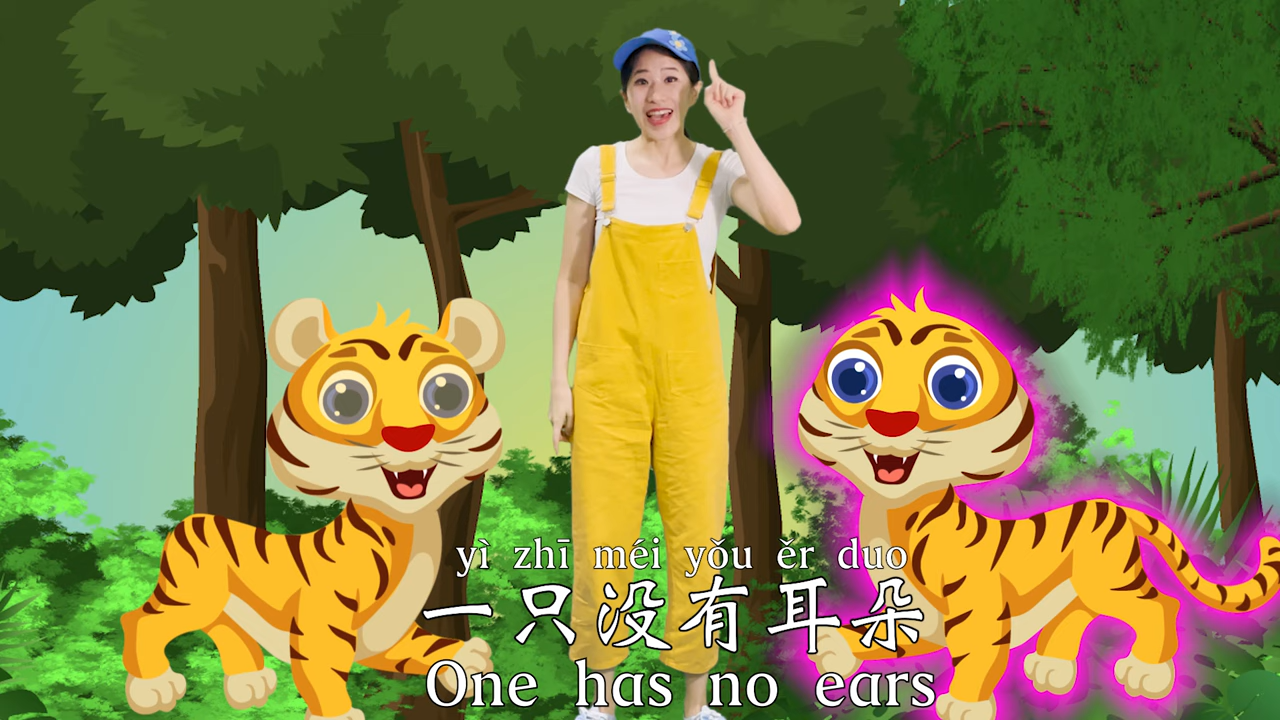 yì zhī méi yǒu ěr duo
一只没有耳朵
One has no ears